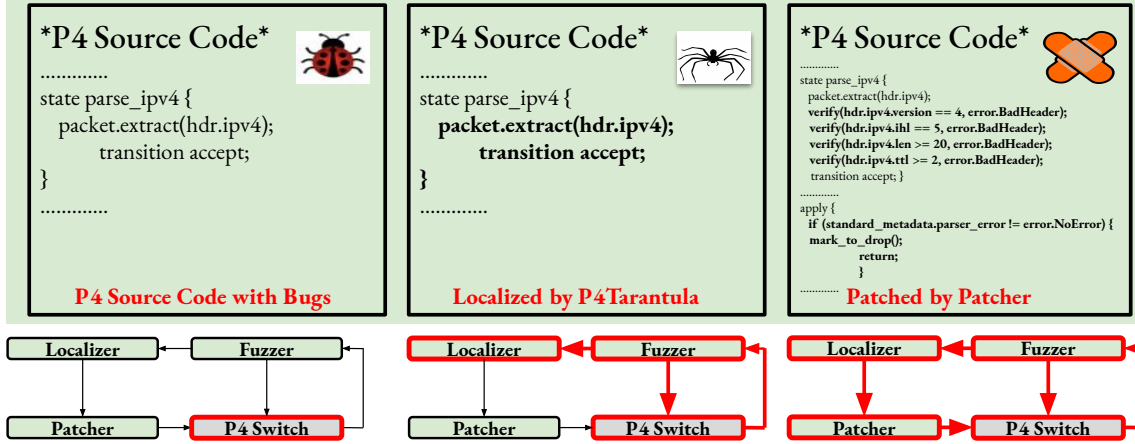 *P4 Source Code*
.............
state parse_ipv4 {
packet.extract(hdr.ipv4);
transition accept;
}
.............
P4 Source Code with Bugs
*P4 Source Code*
.............
state parse_ipv4 {
packet.extract(hdr.ipv4);
transition accept;
}
.............
Localized by P4Tarantula
*P4 Source Code*
.............
state parse_ipv4 {
packet.extract(hdr.ipv4);
verify(hdr.ipv4.version == 4, error.BadHeader);
verify(hdr.ipv4.ihl == 5, error.BadHeader);
verify(hdr.ipv4.len >= 20, error.BadHeader);
verify(hdr.ipv4.ttl >= 2, error.BadHeader);
transition accept; }
.............
apply {
if (standard_metadata.parser_error != error.NoError) {
mark_to_drop();
return;
}
.............
Patched by Patcher
Localizer
Fuzzer
Patcher
P4 Switch
Localizer
Fuzzer
Patcher
P4 Switch
Localizer
Fuzzer
Patcher
P4 Switch